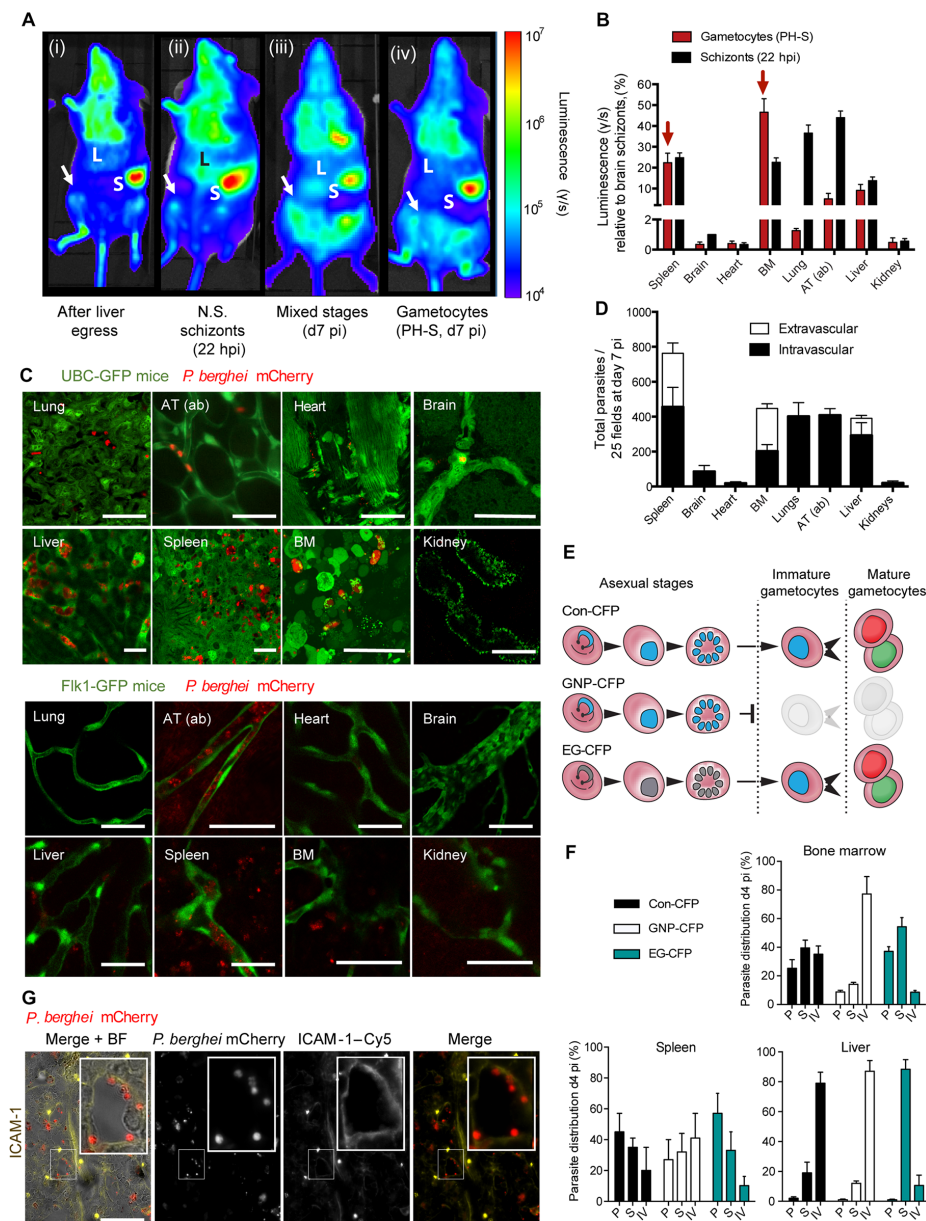 A
(i)
(ii)
(iii)
(iv)
L
S
L
S
L
S
L
S
10^7
10^6
10^5
10^4
Luminescence (γ/s)
After liver
egress
N.S.
schizonts
(22 hpi)
Mixed stages
(d7 pi)
Gametocytes
(PH-S, d7 pi)
B
Gametocytes (PH-S)
Schizonts (22 hpi)
Luminescence (γ/s)
relative to brain schizonts,(%)
60
50
40
30
20
10
2
1
0
Spleen
Brain
Heart
BM
Lung
AT (ab)
Liver
Kidney
C
UBC-GFP mice P. berghei mCherry
Lung
AT (ab)
Heart
Brain
Liver
Spleen
BM
Kidney
Flk1-GFP mice P. berghei mCherry
Lung
AT (ab)
Heart
Brain
Liver
Spleen
BM
Kidney
D
Extravascular
Intravascular
Total parasites /
25 fields at day 7 pi
1000
800
600
400
200
0
Spleen
Brain
Heart
BM
Lungs
AT (ab)
Liver
Kidneys
E
Asexual stages
Immature
gametocytes
Mature
gametocytes
Con-CFP
GNP-CFP
EG-CFP
F
Con-CFP
GNP-CFP
EG-CFP
Bone marrow
Parasite distribution d4 pi (%)
100
80
60
40
20
0
P
S
IV
P
S
IV
P
S
IV
Spleen
Parasite distribution d4 pi (%)
100
80
60
40
20
0
P
S
IV
P
S
IV
P
S
IV
Liver
80
60
40
20
0
P
S
IV
P
S
IV
P
S
IV
G
P. berghei mCherry
Merge + BF
P. berghei mCherry
ICAM-1–Cy5
Merge
ICAM-1